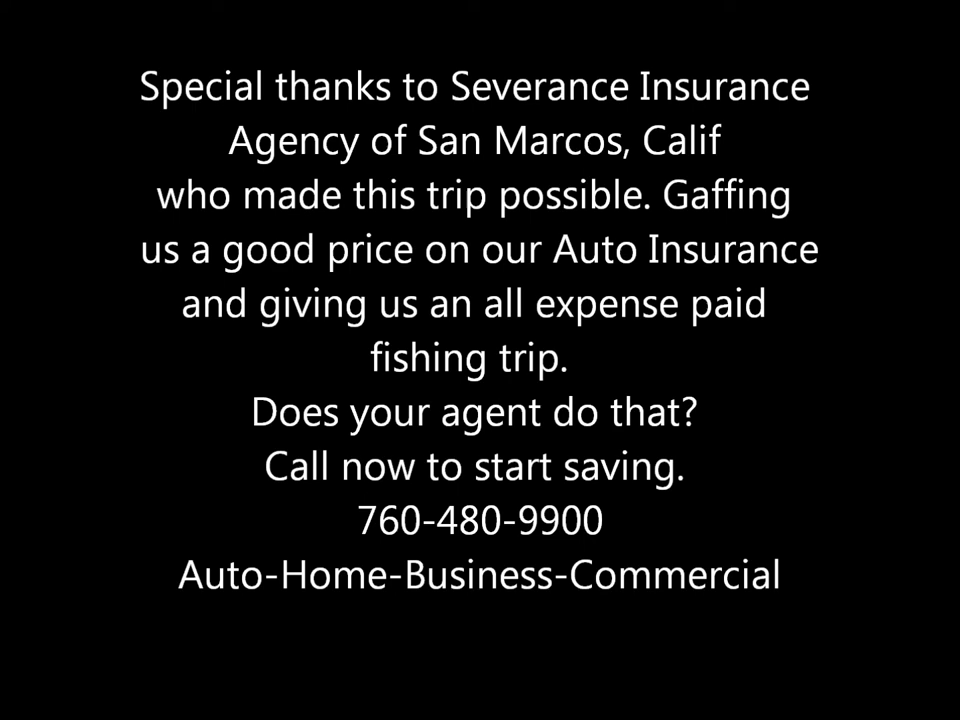 Special thanks to Severance Insurance
Agency of San Marcos, Calif
who made this trip possible. Gaffing
us a good price on our Auto Insurance
and giving us an all expense paid
fishing trip.
Does your agent do that?
Call now to start saving.
760-480-9900
Auto-Home-Business-Commercial